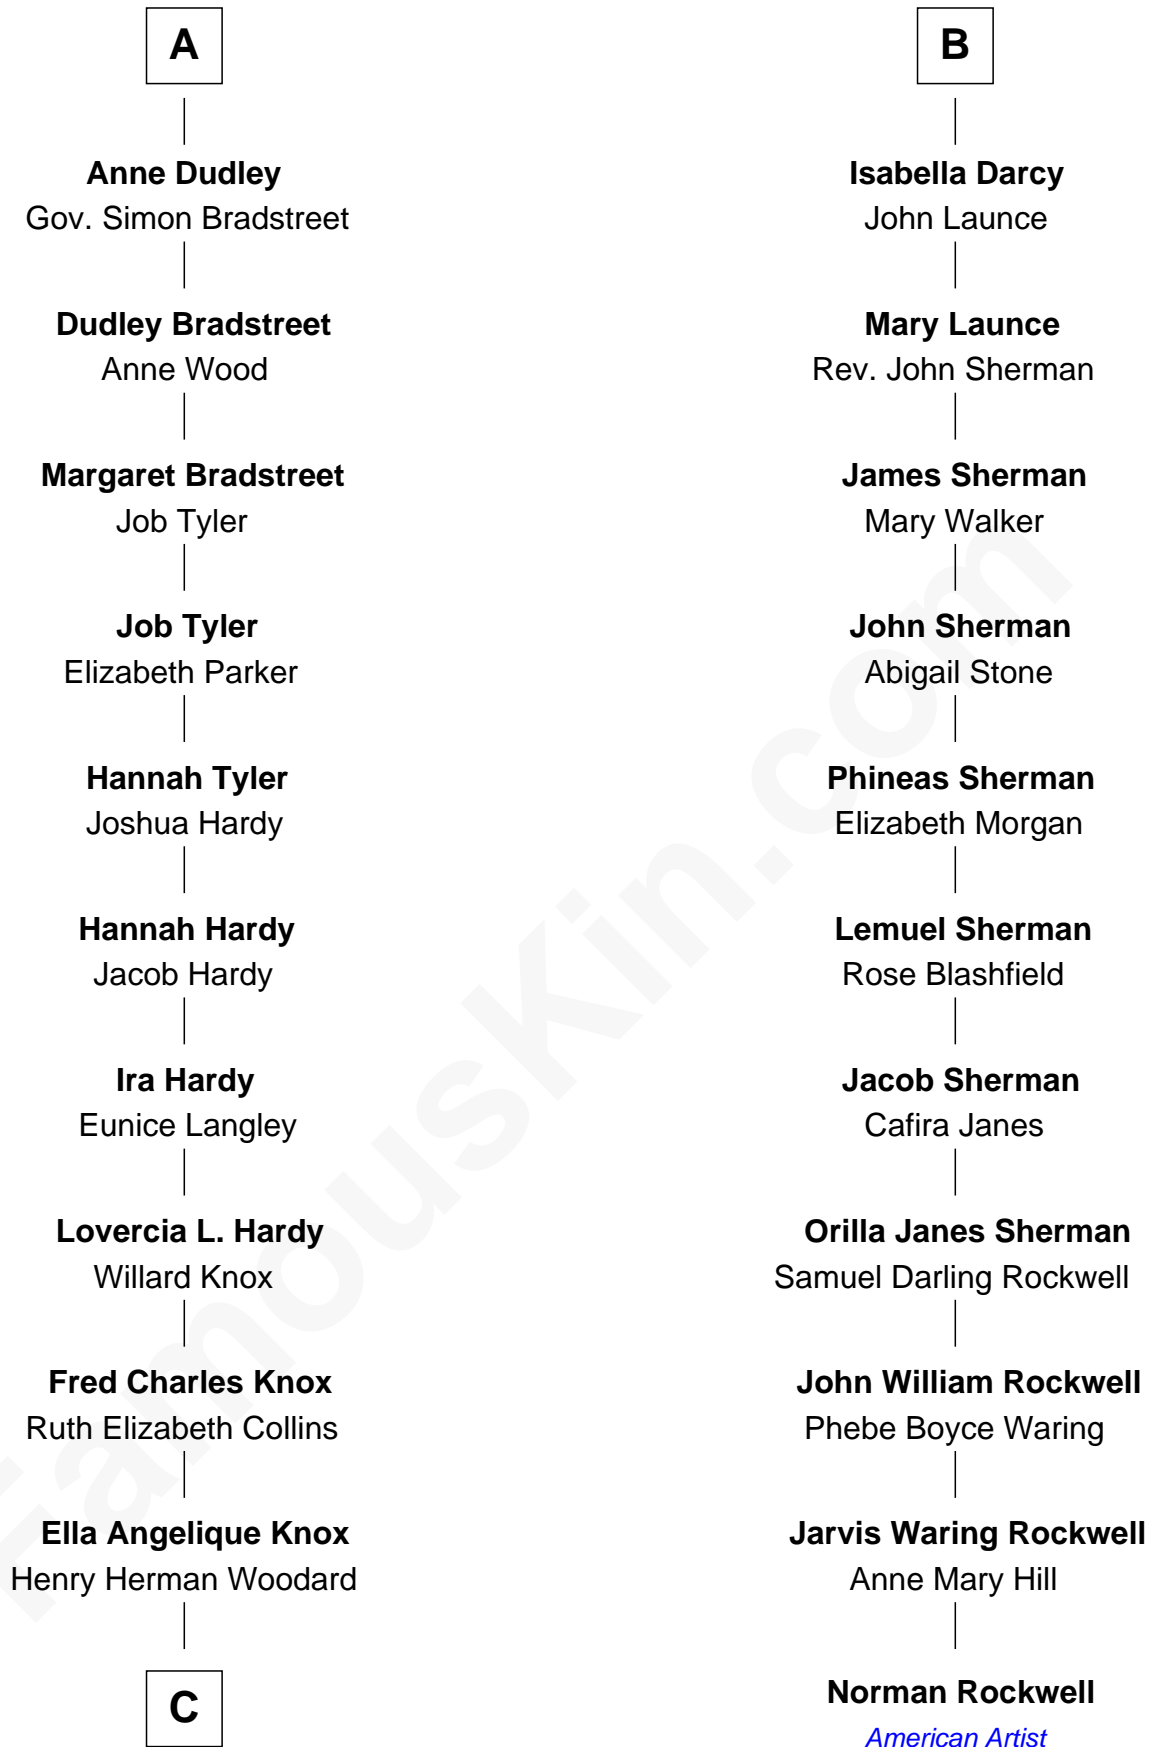 A
Anne Dudley
Gov. Simon Bradstreet
Dudley Bradstreet
Anne Wood
Margaret Bradstreet
Job Tyler
Job Tyler
Elizabeth Parker
Hannah Tyler
Joshua Hardy
Hannah Hardy
Jacob Hardy
Ira Hardy
Eunice Langley
Lovercia L. Hardy
Willard Knox
Fred Charles Knox
Ruth Elizabeth Collins
Ella Angelique Knox
Henry Herman Woodard
C
B
Isabella Darcy
John Launce
Mary Launce
Rev. John Sherman
James Sherman
Mary Walker
John Sherman
Abigail Stone
Phineas Sherman
Elizabeth Morgan
Lemuel Sherman
Rose Blashfield
Jacob Sherman
Cafira Janes
Orilla Janes Sherman
Samuel Darling Rockwell
John William Rockwell
Phebe Boyce Waring
Jarvis Waring Rockwell
Anne Mary Hill
Norman Rockwell
American Artist
FamousKin.com